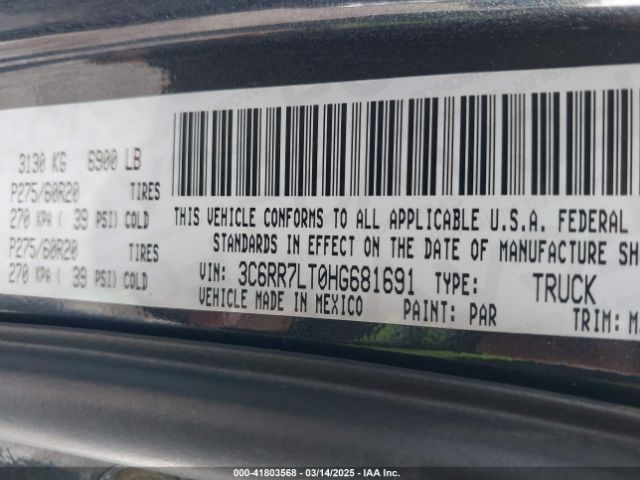 3130 KG 6900 LB
P275/60R20 TIRES
270 KPA ( 39 PSI) COLD
P275/60R20 TIRES
270 KPA ( 39 PSI) COLD
THIS VEHICLE CONFORMS TO ALL APPLICABLE U.S.A. FEDERAL
STANDARDS IN EFFECT ON THE DATE OF MANUFACTURE SH
VIN: 3C6RR7LT0HG681691 TYPE: TRUCK
VEHICLE MADE IN MEXICO PAINT: PAR
TRIM: M
000-41803568 — 03/14/2025 — IAA Inc.